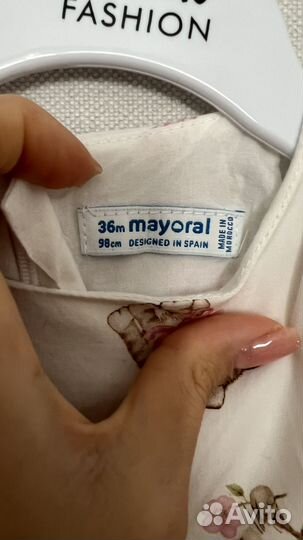 FASHION
36m mayoral
98cm DESIGNED IN SPAIN
MADE IN
MOROCCO
Avito